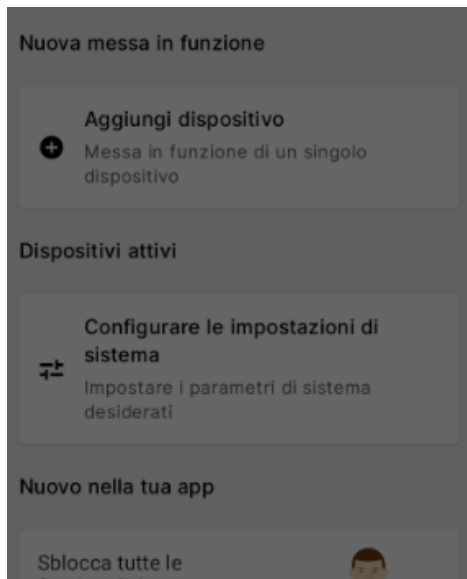 Nuova messa in funzione
Aggiungi dispositivo
Messa in funzione di un singolo
dispositivo
Dispositivi attivi
Configurare le impostazioni di
sistema
Impostare i parametri di sistema
desiderati
Nuovo nella tua app
Sblocca tutte le